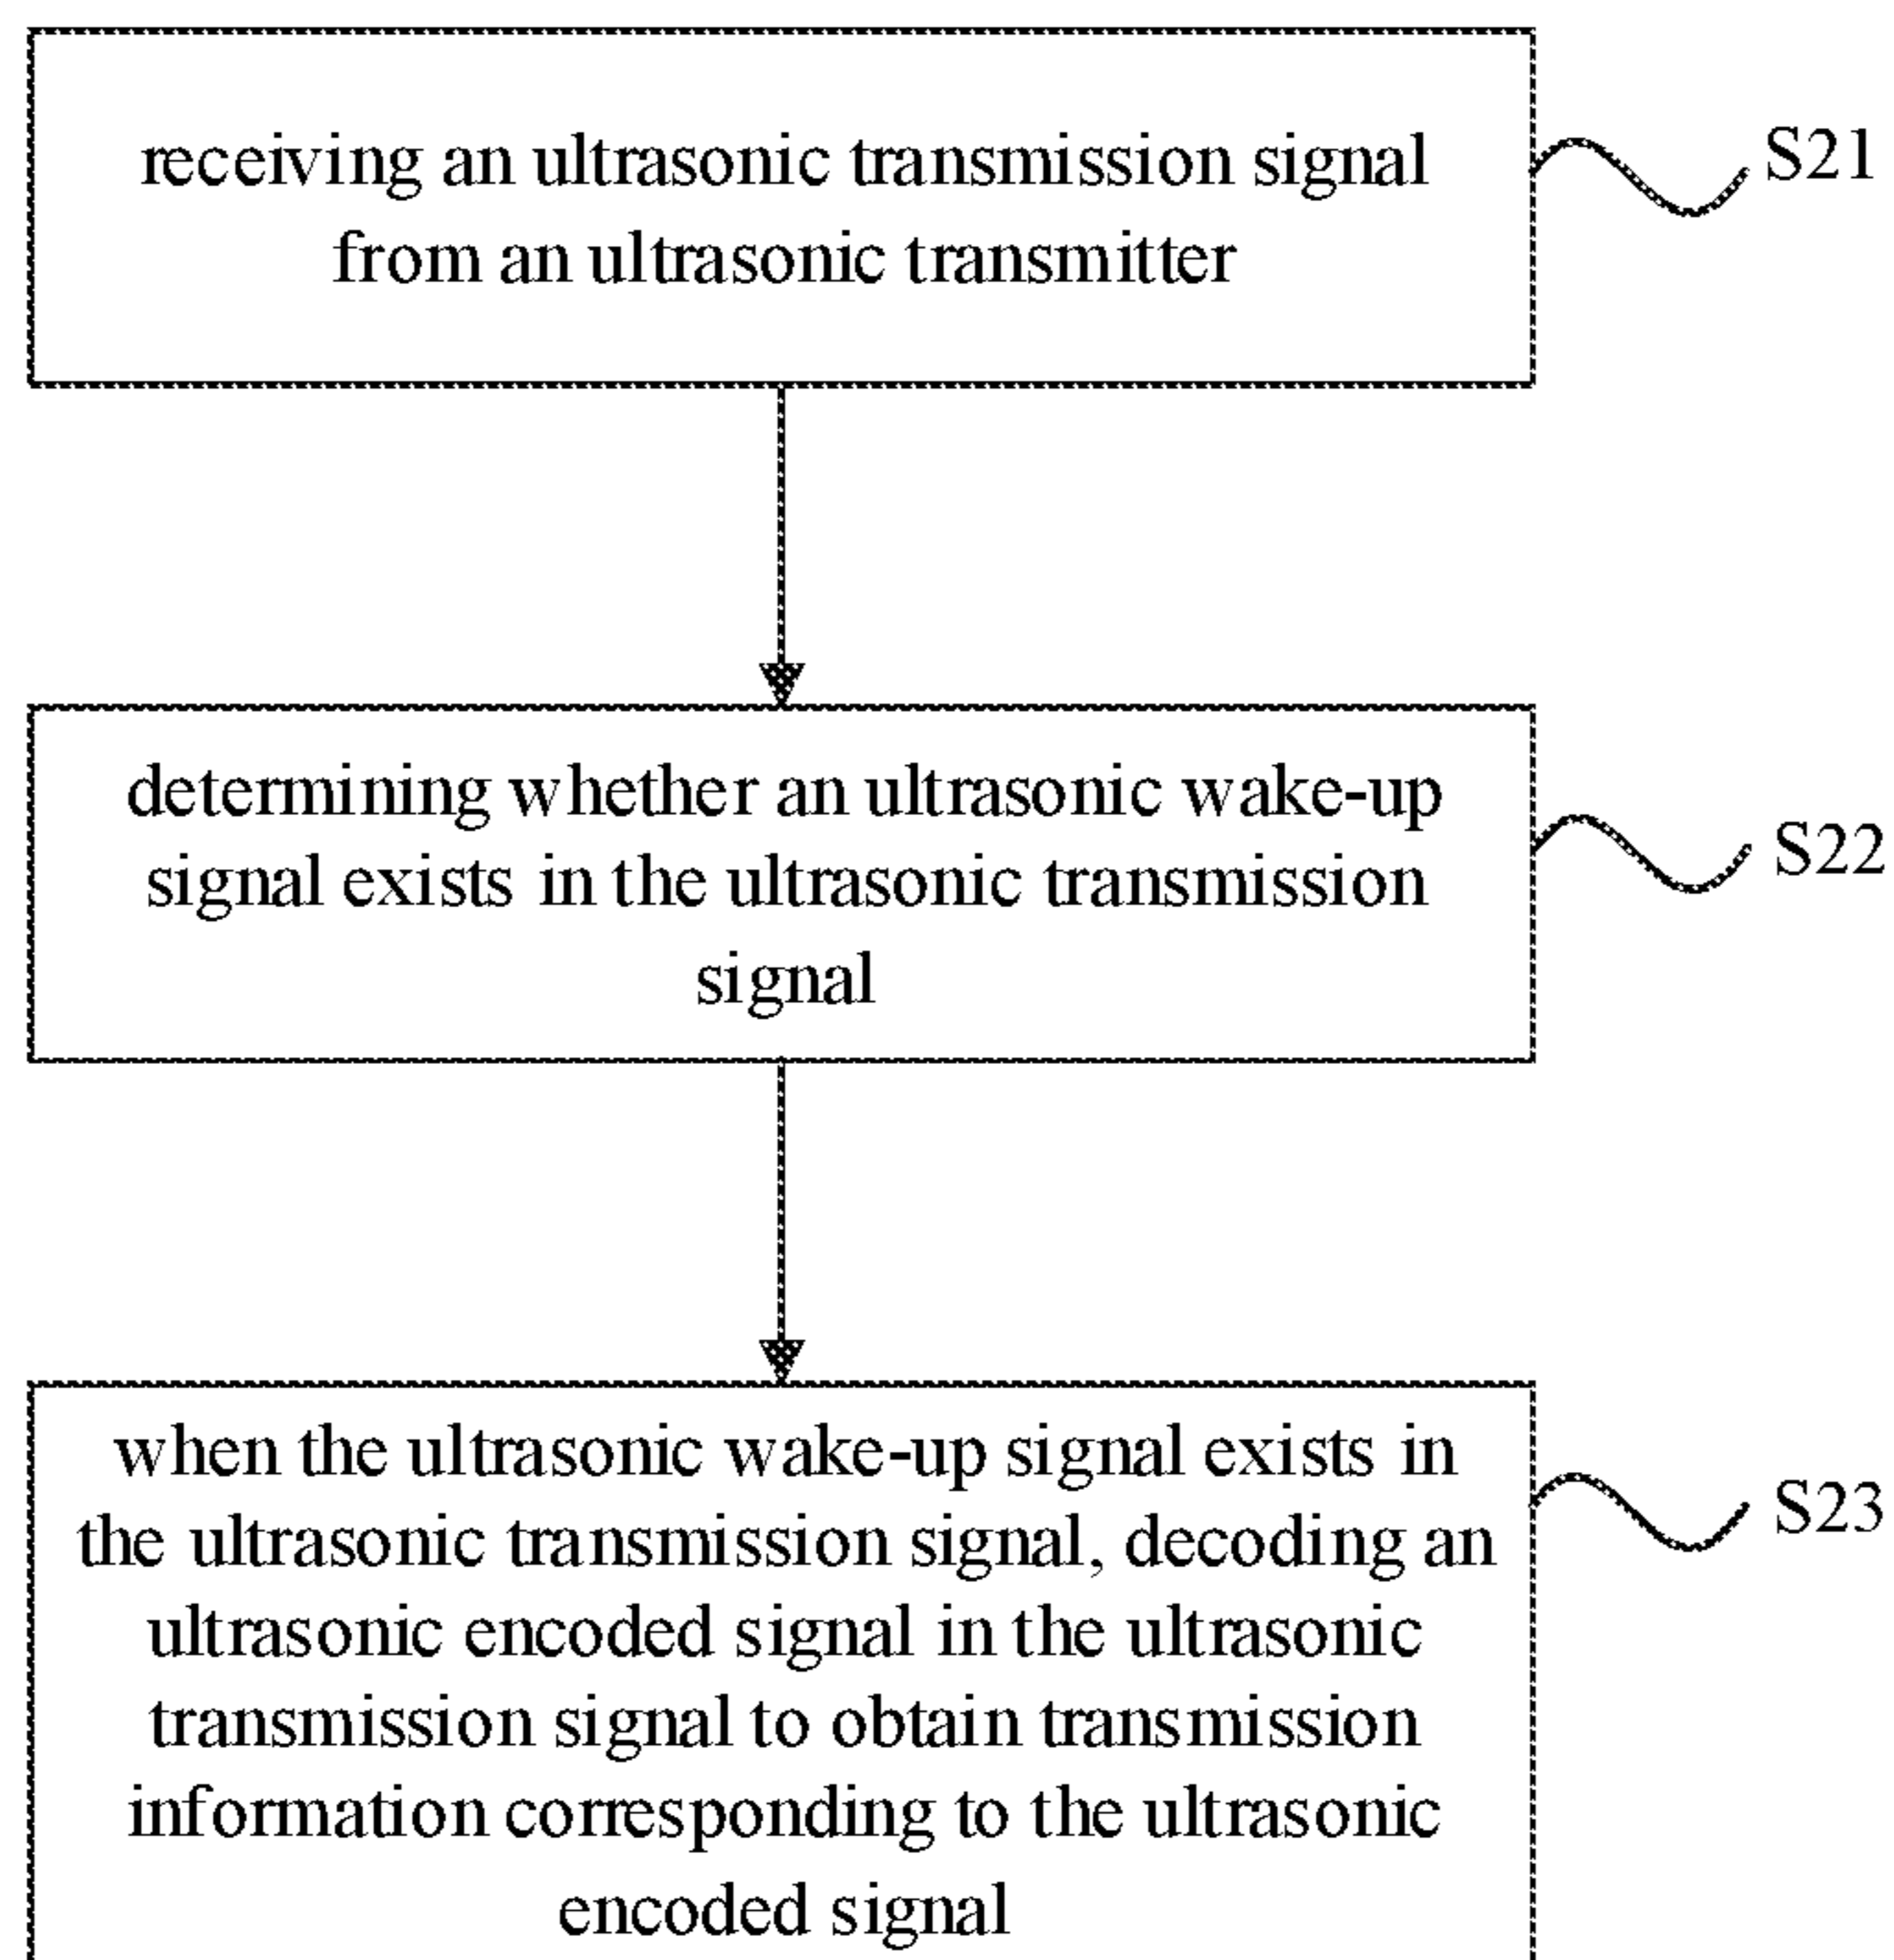 receiving an ultrasonic transmission signal
from an ultrasonic transmitter
S21
determining whether an ultrasonic wake-up
signal exists in the ultrasonic transmission
signal
S22
when the ultrasonic wake-up signal exists in
the ultrasonic transmission signal, decoding an
ultrasonic encoded signal in the ultrasonic
transmission signal to obtain transmission
information corresponding to the ultrasonic
encoded signal
S23